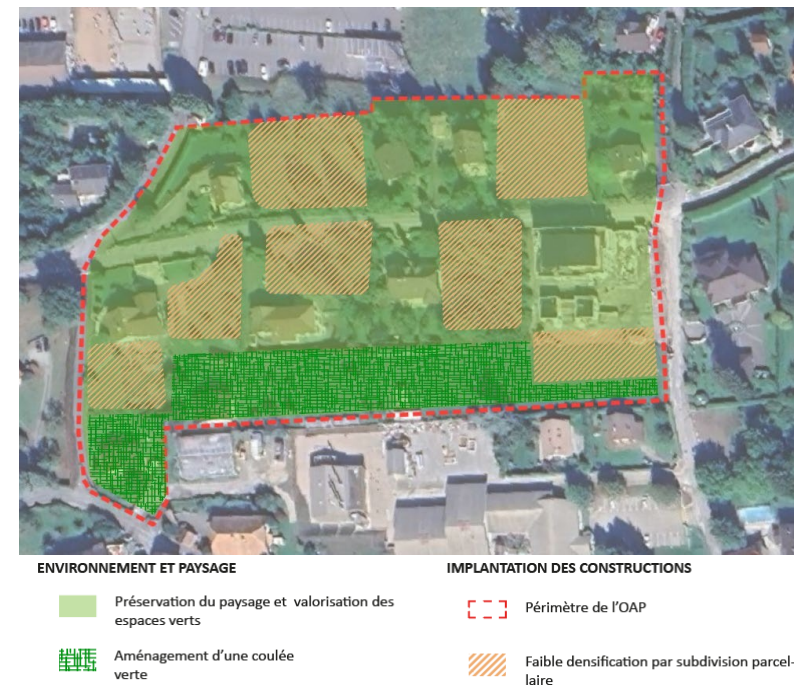 ENVIRONNEMENT ET PAYSAGE
Préservation du paysage et valorisation des
espaces verts
Aménagement d’une coulée
verte
IMPLANTATION DES CONSTRUCTIONS
Périmètre de l’OAP
Faible densification par subdivision parcel-
laire